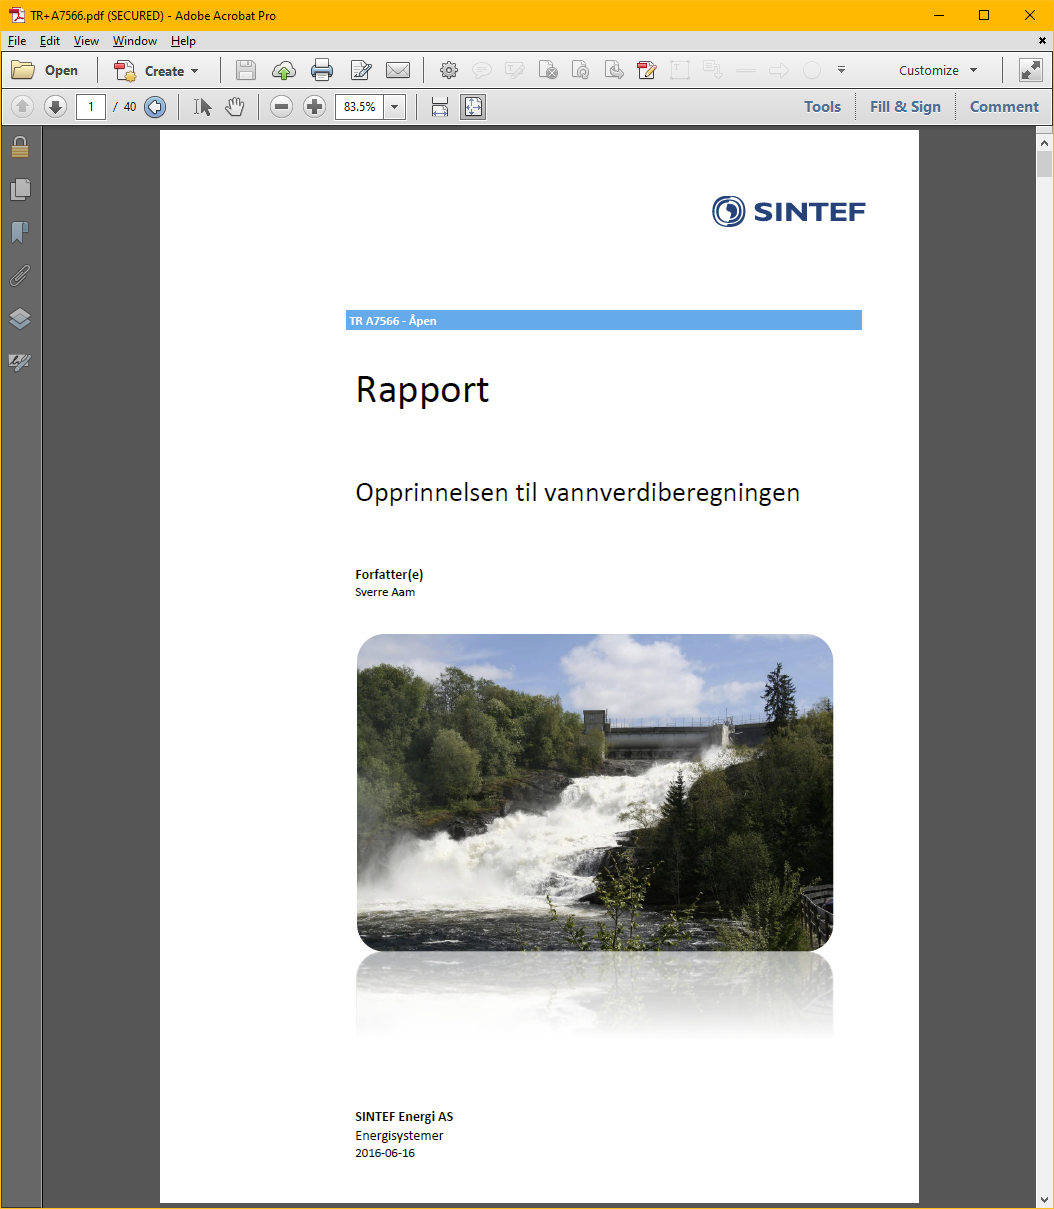 TR+A7566.pdf (SECURED) - Adobe Acrobat Pro
File Edit View Window Help
Open Create Customize
1 / 40 83.5% Tools Fill & Sign Comment
SINTEF
TR A7566 - Åpen
Rapport
Opprinnelsen til vannverdiberegningen
Forfatter(e)
Sverre Aam
SINTEF Energi AS
Energisystemer
2016-06-16